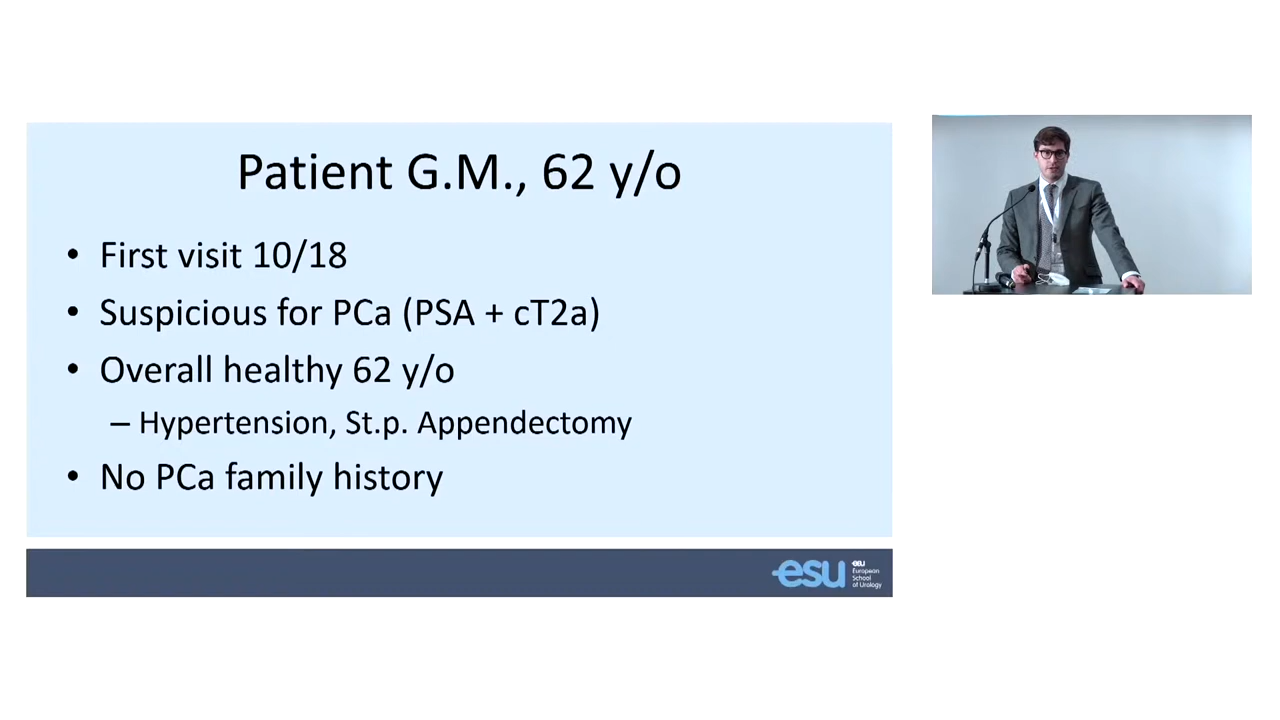 Patient G.M., 62 y/o
• First visit 10/18
• Suspicious for PCa (PSA + cT2a)
• Overall healthy 62 y/o
– Hypertension, St.p. Appendectomy
• No PCa family history
esu
eau
European
School
of Urology